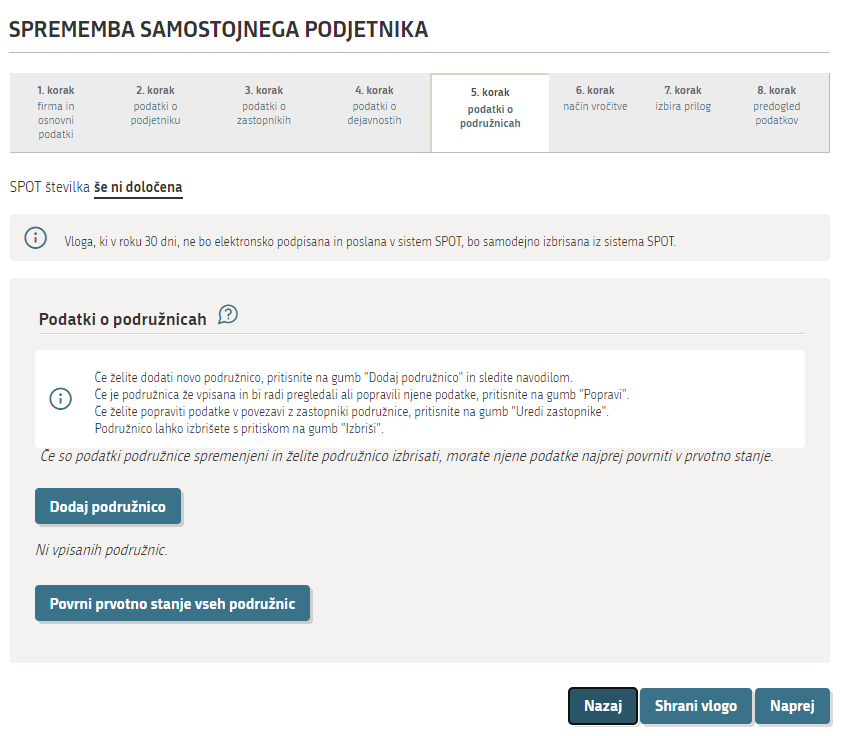 SPREMEMBA SAMOSTOJNEGA PODJETNIKA
1. korak
firma in
osnovni
podatki
2. korak
podatki o
podjetniku
3. korak
podatki o
zastopnikih
4. korak
podatki o
dejavnostih
5. korak
podatki o
podružnicah
6. korak
način vročitve
7. korak
izbira prilog
8. korak
predogled
podatkov
SPOT številka še ni določena
Vloga, ki v roku 30 dni, ne bo elektronsko podpisana in poslana v sistem SPOT, bo samodejno izbrisana iz sistema SPOT.
Podatki o podružnicah
Če želite dodati novo podružnico, pritisnite na gumb "Dodaj podružnico" in sledite navodilom.
Če je podružnica že vpisana in bi radi pregledali ali popravili njene podatke, pritisnite na gumb "Popravi".
Če želite popraviti podatke v povezavi z zastopniki podružnice, pritisnite na gumb "Uredi zastopnike".
Podružnico lahko izbrišete s pritiskom na gumb "Izbriši".
Če so podatki podružnice spremenjeni in želite podružnico izbrisati, morate njene podatke najprej povrniti v prvotno stanje.
Dodaj podružnico
Ni vpisanih podružnic.
Povrni prvotno stanje vseh podružnic
Nazaj
Shrani vlogo
Naprej